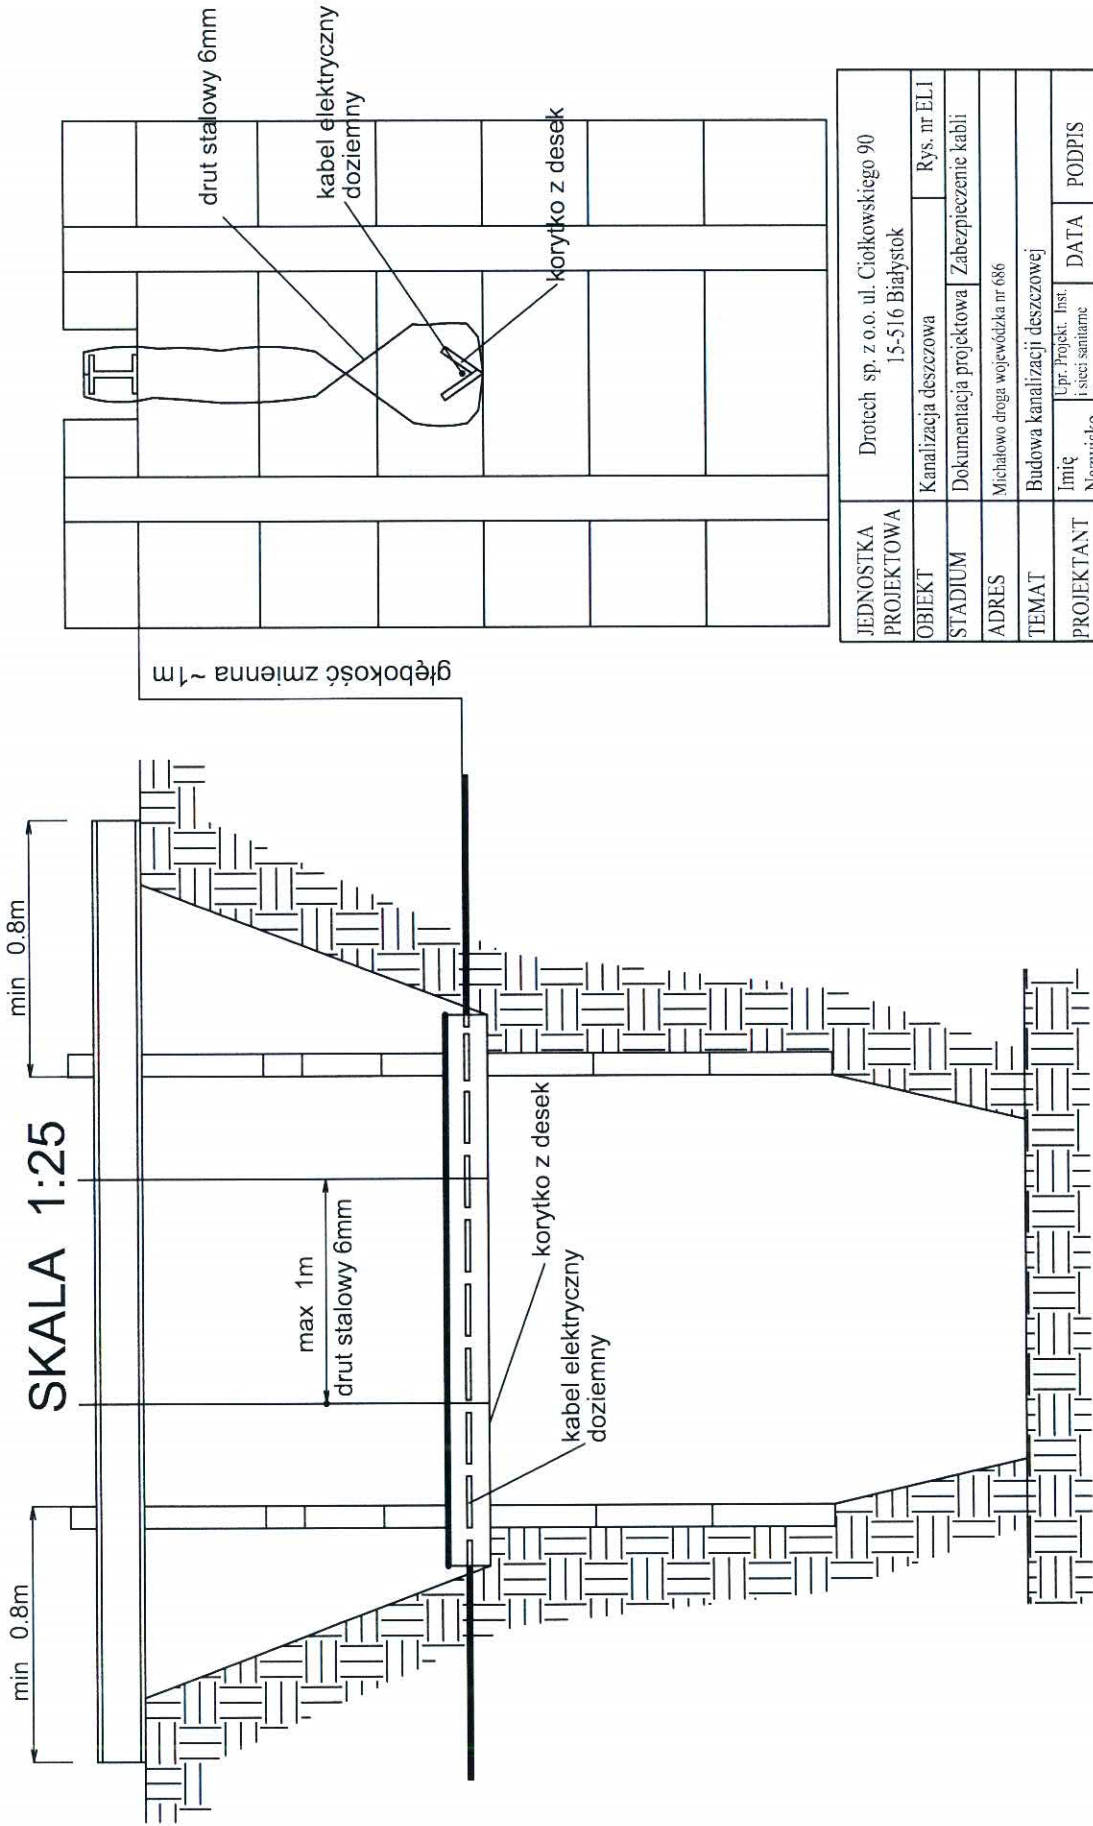 SKALA 1:25
min 0.8m
min 0.8m
max 1m
drut stalowy 6mm
korytko z desek
kabel elektryczny
doziemny
głębokość zmienna ~1m
drut stalowy 6mm
kabel elektryczny
doziemny
korytko z desek
JEDNOSTKA
PROJEKTOWA
Drotech sp. z o.o. ul. Ciołkowskiego 90
15-516 Białystok
OBIEKT
Kanalizacja deszczowa
Rys. nr EL1
STADIUM
Dokumentacja projektowa
Zabezpieczenie kabli
ADRES
Michałowo droga wojewódzka nr 686
TEMAT
Budowa kanalizacji deszczowej
PROJEKTANT
Imię
Upr. Projekt. Inst.
i sieci sanitarne
DATA
PODPIS